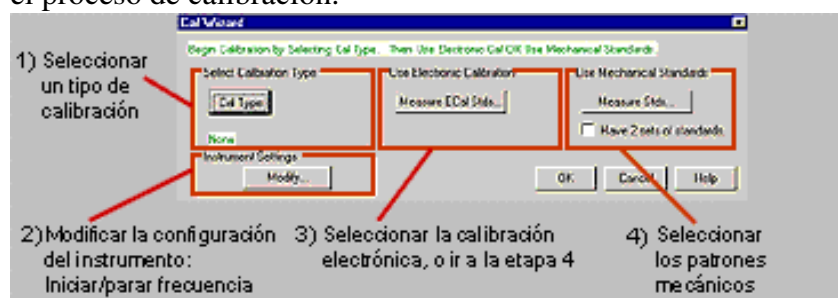 el proceso de calibración.
Cal Wizard
Begin Calibration by Selecting Cal Type. Then Use Electronic Cal OR Use Mechanical Standards.
1) Seleccionar
un tipo de
calibración
Select Calibration Type
Cal Type
None
Use Electronic Calibration
Measure ECal Stds...
Use Mechanical Standards
Measure Stds...
Have 2 sets of standards
Instrument Settings
Modify...
OK
Cancel
Help
2) Modificar la configuración
del instrumento:
Iniciar/parar frecuencia
3) Seleccionar la calibración
electrónica, o ir a la etapa 4
4) Seleccionar
los patrones
mecánicos